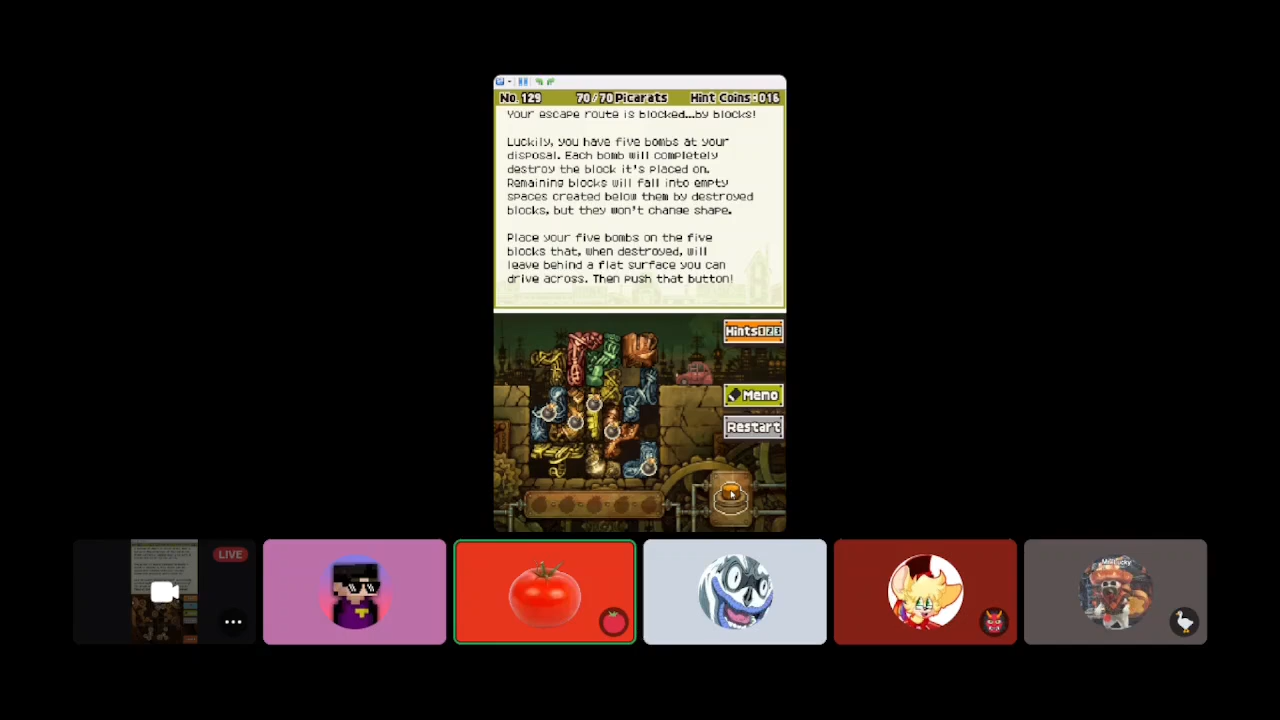 No. 129 70/70 Picarats Hint Coins:016
Your escape route is blocked...by blocks!
Luckily, you have five bombs at your
disposal. Each bomb will completely
destroy the block it's placed on.
Remaining blocks will fall into empty
spaces created below them by destroyed
blocks, but they won't change shape.
Place your five bombs on the five
blocks that, when destroyed, will
leave behind a flat surface you can
drive across. Then push that button!
Hints 1 2 3
Memo
Restart
LIVE